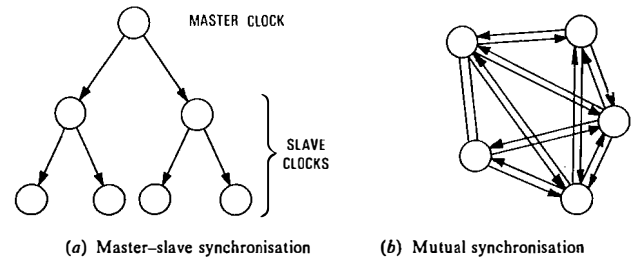 MASTER CLOCK
SLAVE
CLOCKS
(a) Master–slave synchronisation
(b) Mutual synchronisation